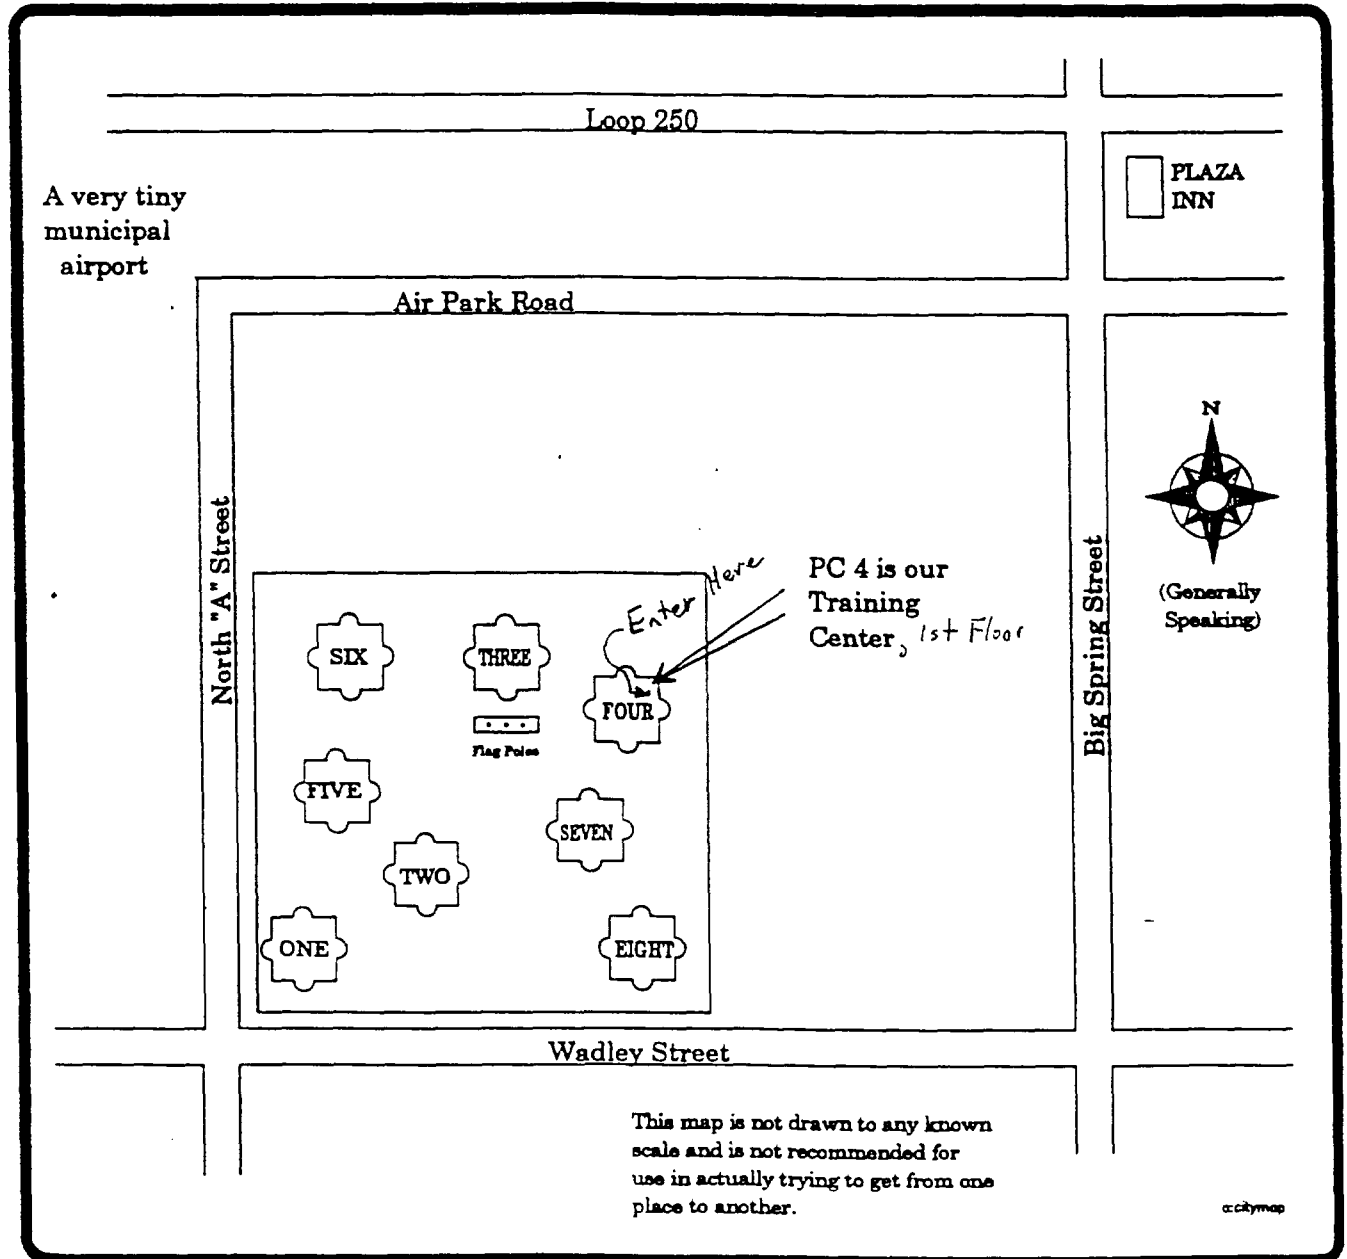 Loop 250
PLAZA
INN
A very tiny
municipal
airport
Air Park Road
N
(Generally
Speaking)
North "A" Street
Big Spring Street
Enter Here
PC 4 is our
Training
Center, 1st Floor
SIX
THREE
FOUR
Flag Poles
FIVE
SEVEN
TWO
ONE
EIGHT
Wadley Street
This map is not drawn to any known
scale and is not recommended for
use in actually trying to get from one
place to another.